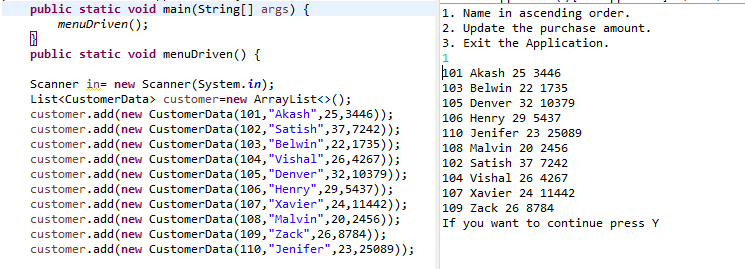 public static void main(String[] args) {
menuDriven();
}
public static void menuDriven() {
Scanner in= new Scanner(System.in);
List<CustomerData> customer=new ArrayList<>();
customer.add(new CustomerData(101,"Akash",25,3446));
customer.add(new CustomerData(102,"Satish",37,7242));
customer.add(new CustomerData(103,"Belwin",22,1735));
customer.add(new CustomerData(104,"Vishal",26,4267));
customer.add(new CustomerData(105,"Denver",32,10379));
customer.add(new CustomerData(106,"Henry",29,5437));
customer.add(new CustomerData(107,"Xavier",24,11442));
customer.add(new CustomerData(108,"Malvin",20,2456));
customer.add(new CustomerData(109,"Zack",26,8784));
customer.add(new CustomerData(110,"Jenifer",23,25089));
1. Name in ascending order.
2. Update the purchase amount.
3. Exit the Application.
1
101 Akash 25 3446
103 Belwin 22 1735
105 Denver 32 10379
106 Henry 29 5437
110 Jenifer 23 25089
108 Malvin 20 2456
102 Satish 37 7242
104 Vishal 26 4267
107 Xavier 24 11442
109 Zack 26 8784
If you want to continue press Y